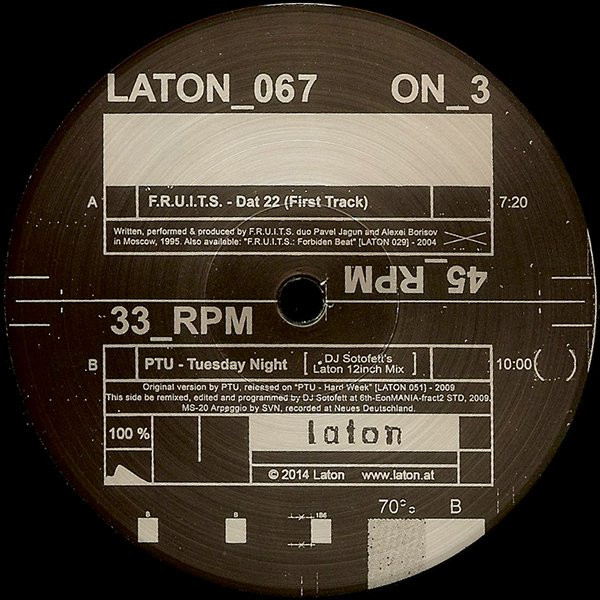 LATON_067 ON_3
A F.R.U.I.T.S. - Dat 22 (First Track) 7:20
Written, performed & produced by F.R.U.I.T.S. duo Pavel Jagun and Alexei Borisov
in Moscow, 1995. Also available: "F.R.U.I.T.S.: Forbiden Beat" [LATON 029] - 2004
45_RPM
33_RPM
B PTU - Tuesday Night [ DJ Sotofett's
Laton 12inch Mix ] 10:00 ( )
Original version by PTU, released on "PTU - Hard Week" [LATON 051] - 2009
This side be remixed, edited and programmed by DJ Sotofett at 6th-EonMANIA-fract2 STD, 2009.
MS-20 Arpeggio by SVN, recorded at Neues Deutschland.
100 % laton
© 2014 Laton www.laton.at
70° B
B B 186